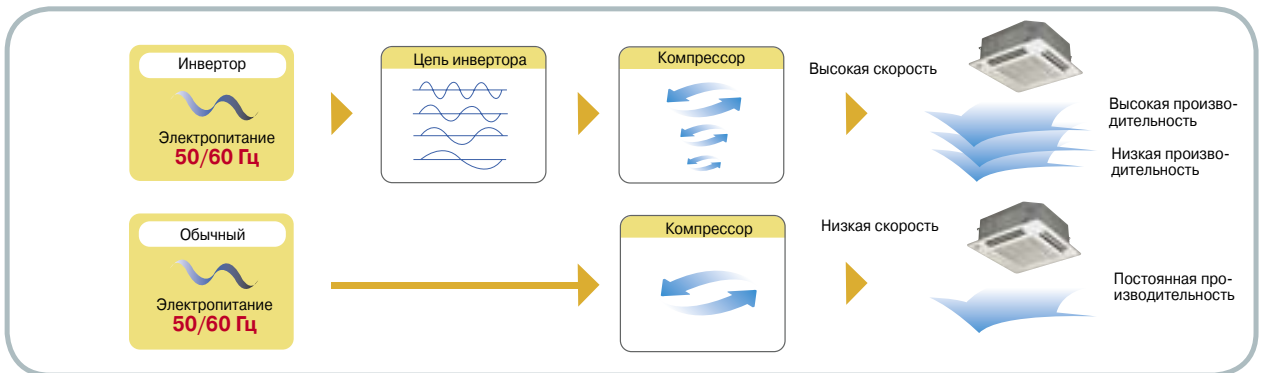 Инвертор
Электропитание
50/60 Гц
Цепь инвертора
Компрессор
Высокая скорость
Высокая произво-
дительность
Низкая произво-
дительность
Обычный
Электропитание
50/60 Гц
Компрессор
Низкая скорость
Постоянная про-
изводительность